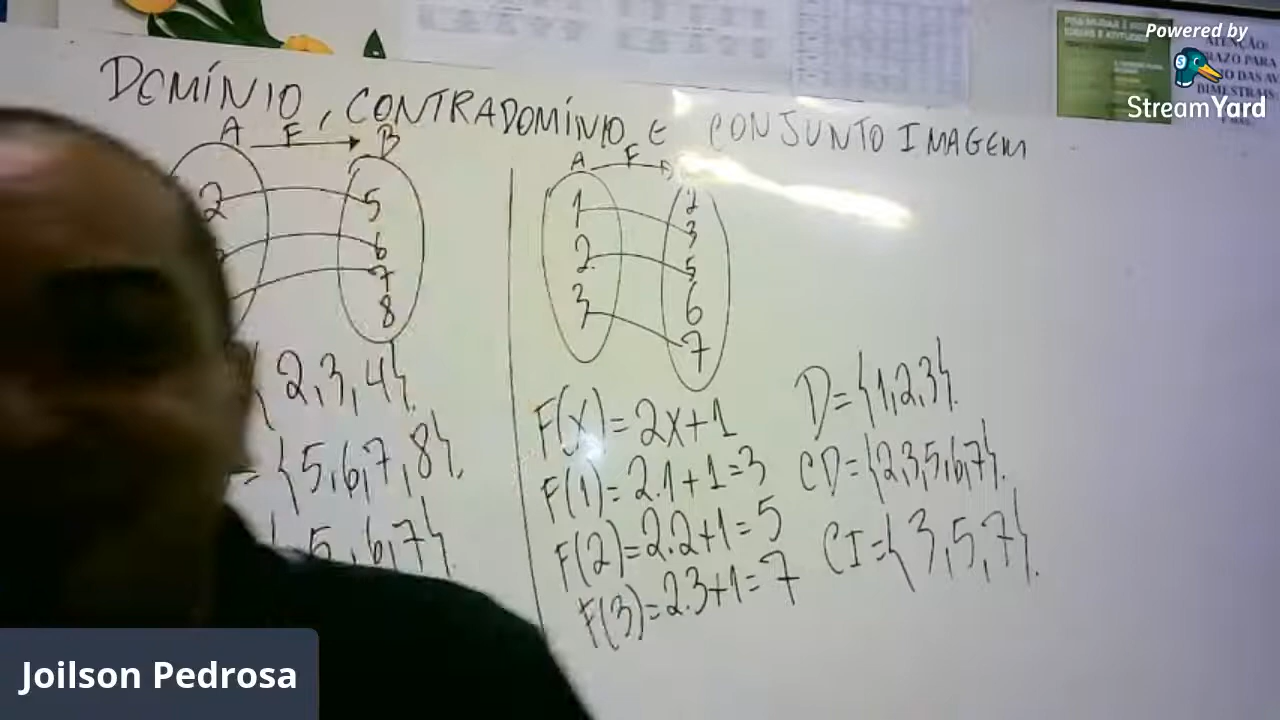 Powered by
StreamYard
DOMÍNIO, CONTRADOMÍNIO E CONJUNTO IMAGEM
A F B
2 5
6
7
8
{2,3,4}.
= {5,6,7,8}.
5,6,7}.
A F
1 2
2 3
3 5
6
7
F(X)=2X+1
F(1)=2.1+1=3
F(2)=2.2+1=5
F(3)=2.3+1=7
D={1,2,3}.
CD={2,3,5,6,7}.
CI={3,5,7}.
ATENÇÃO:
PARA
BIMESTRAIS
Joilson Pedrosa